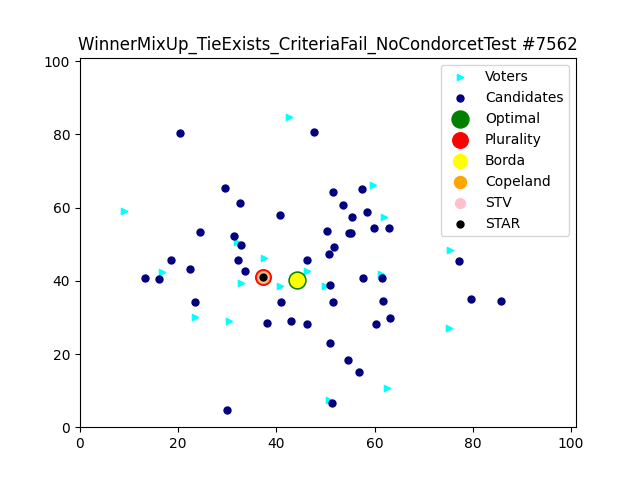 WinnerMixUp_TieExists_CriteriaFail_NoCondorcetTest #7562
100
80
60
40
20
0
0 20 40 60 80 100
Voters
Candidates
Optimal
Plurality
Borda
Copeland
STV
STAR